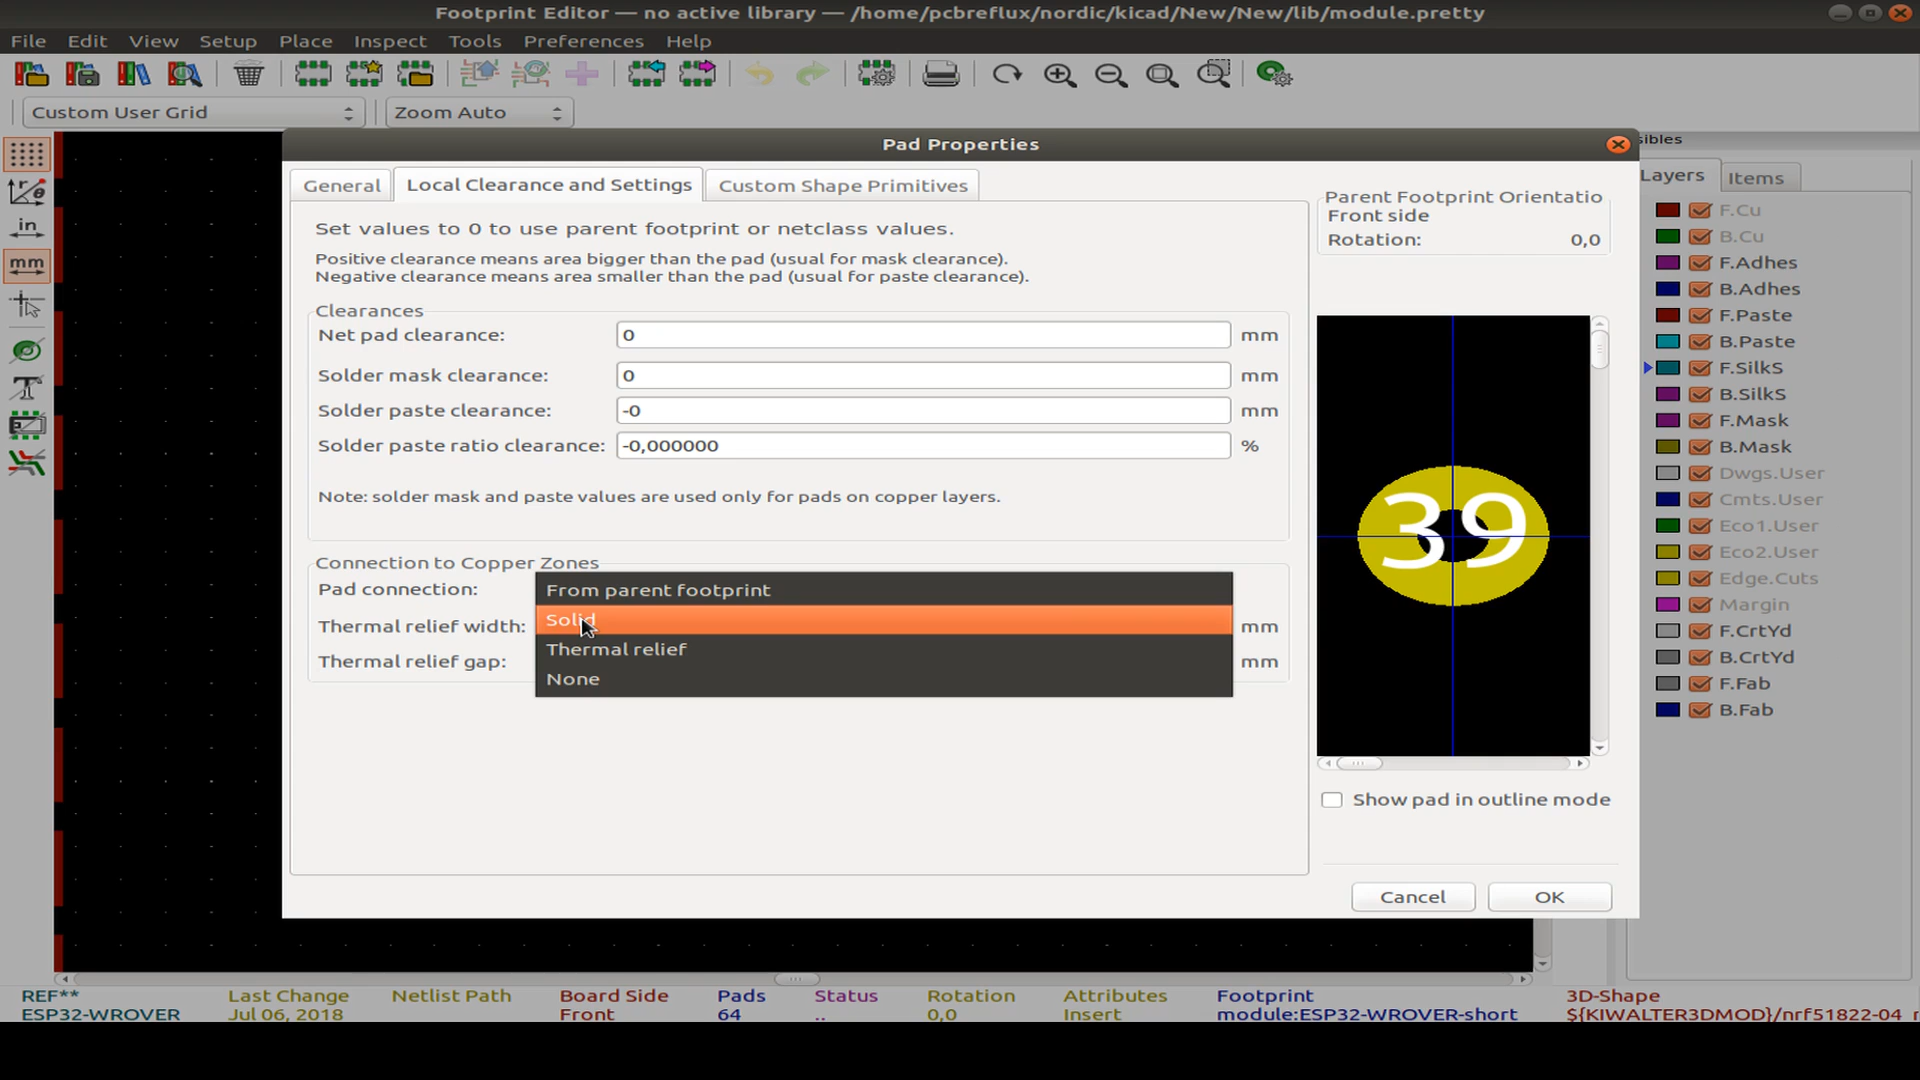 Footprint Editor — no active library — /home/pcbreflux/nordic/kicad/New/New/lib/module.pretty
File Edit View Setup Place Inspect Tools Preferences Help
Custom User Grid Zoom Auto
in
mm
Pad Properties
General Local Clearance and Settings Custom Shape Primitives
Set values to 0 to use parent footprint or netclass values.
Positive clearance means area bigger than the pad (usual for mask clearance).
Negative clearance means area smaller than the pad (usual for paste clearance).
Clearances
Net pad clearance: 0 mm
Solder mask clearance: 0 mm
Solder paste clearance: -0 mm
Solder paste ratio clearance: -0,000000 %
Note: solder mask and paste values are used only for pads on copper layers.
Connection to Copper Zones
Pad connection:
From parent footprint
Solid
Thermal relief
None
Thermal relief width: mm
Thermal relief gap: mm
Parent Footprint Orientatio
Front side
Rotation: 0,0
39
Show pad in outline mode
Cancel OK
sibles
Layers Items
F.Cu
B.Cu
F.Adhes
B.Adhes
F.Paste
B.Paste
F.SilkS
B.SilkS
F.Mask
B.Mask
Dwgs.User
Cmts.User
Eco1.User
Eco2.User
Edge.Cuts
Margin
F.CrtYd
B.CrtYd
F.Fab
B.Fab
REF** Last Change Netlist Path Board Side Pads Status Rotation Attributes Footprint 3D-Shape
ESP32-WROVER Jul 06, 2018 Front 64 .. 0,0 Insert module:ESP32-WROVER-short ${KIWALTER3DMOD}/nrf51822-04_r